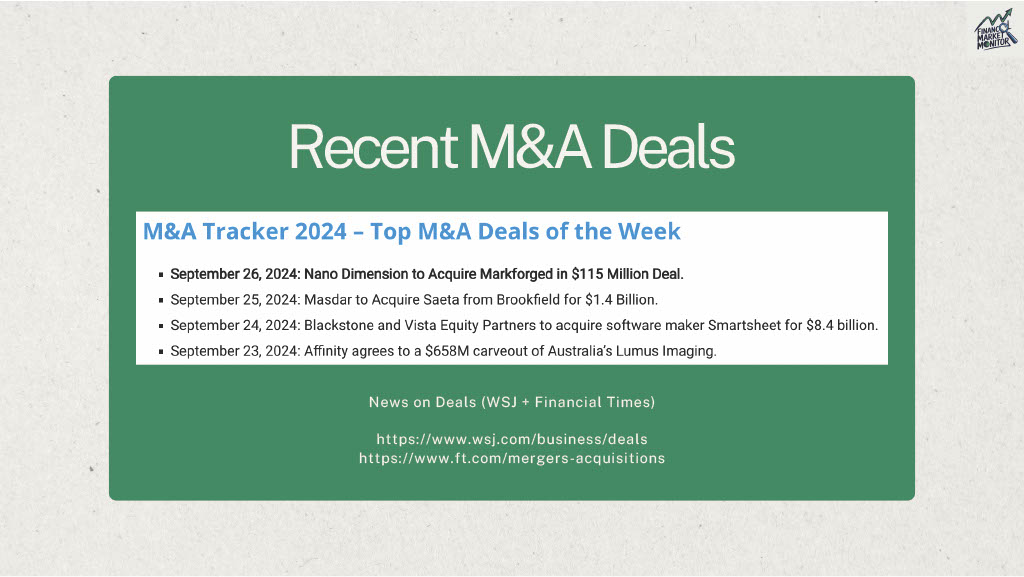 FINANCE
MARKET
MONITOR
Recent M&A Deals
M&A Tracker 2024 – Top M&A Deals of the Week
▪ September 26, 2024: Nano Dimension to Acquire Markforged in $115 Million Deal.
▪ September 25, 2024: Masdar to Acquire Saeta from Brookfield for $1.4 Billion.
▪ September 24, 2024: Blackstone and Vista Equity Partners to acquire software maker Smartsheet for $8.4 billion.
▪ September 23, 2024: Affinity agrees to a $658M carveout of Australia’s Lumus Imaging.
News on Deals (WSJ + Financial Times)
https://www.wsj.com/business/deals
https://www.ft.com/mergers-acquisitions